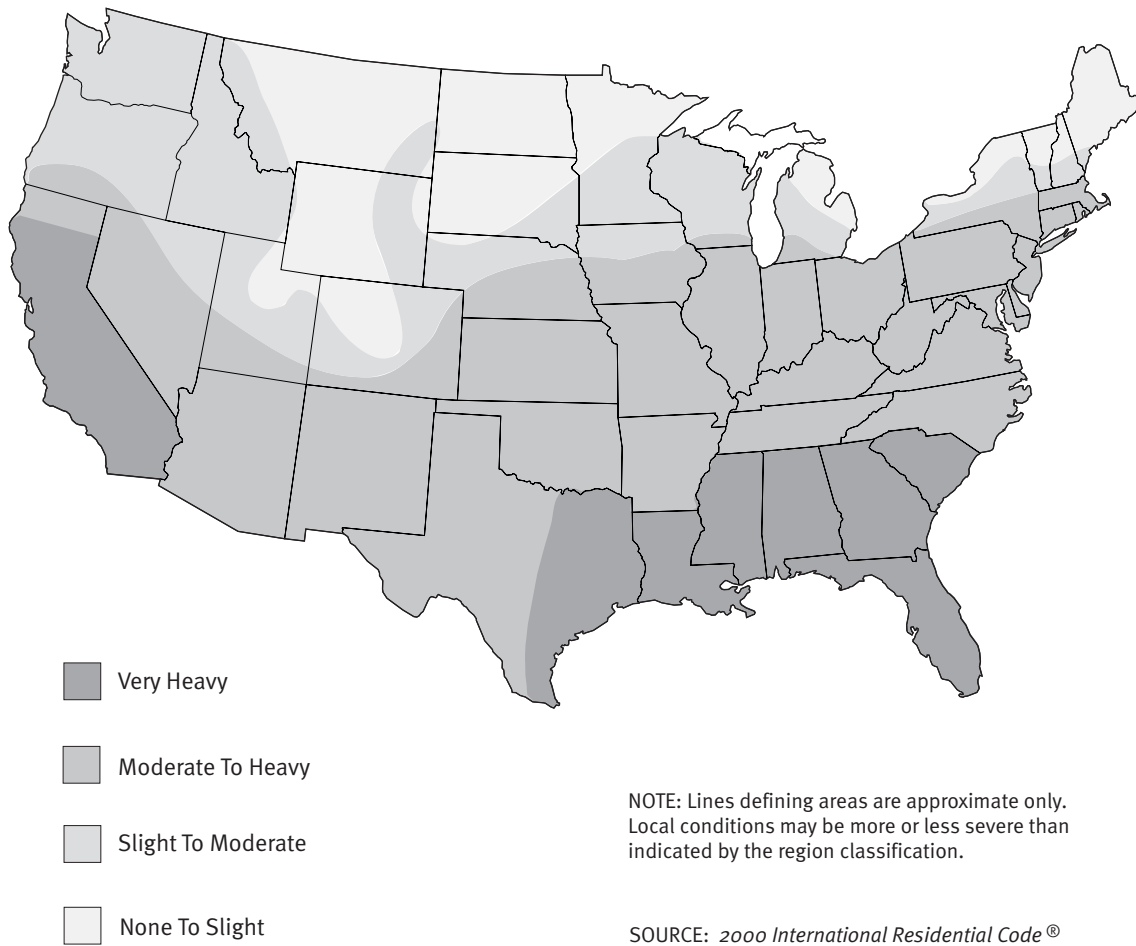 Very Heavy
Moderate To Heavy
Slight To Moderate
None To Slight
NOTE: Lines defining areas are approximate only.
Local conditions may be more or less severe than
indicated by the region classification.
SOURCE: 2000 International Residential Code ®